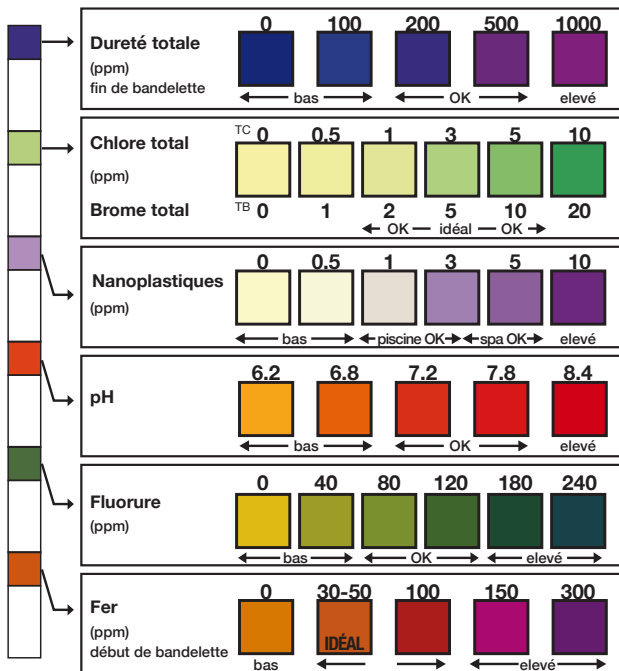 Dureté totale
(ppm)
fin de bandelette
0 100 200 500 1000
bas OK elevé
Chlore total
(ppm)
TC 0 0.5 1 3 5 10
Brome total
TB 0 1 2 5 10 20
OK idéal OK
Nanoplastiques
(ppm)
0 0.5 1 3 5 10
bas piscine OK spa OK elevé
pH
6.2 6.8 7.2 7.8 8.4
bas OK elevé
Fluorure
(ppm)
0 40 80 120 180 240
bas OK elevé
Fer
(ppm)
début de bandelette
0 30-50 100 150 300
IDÉAL
bas elevé